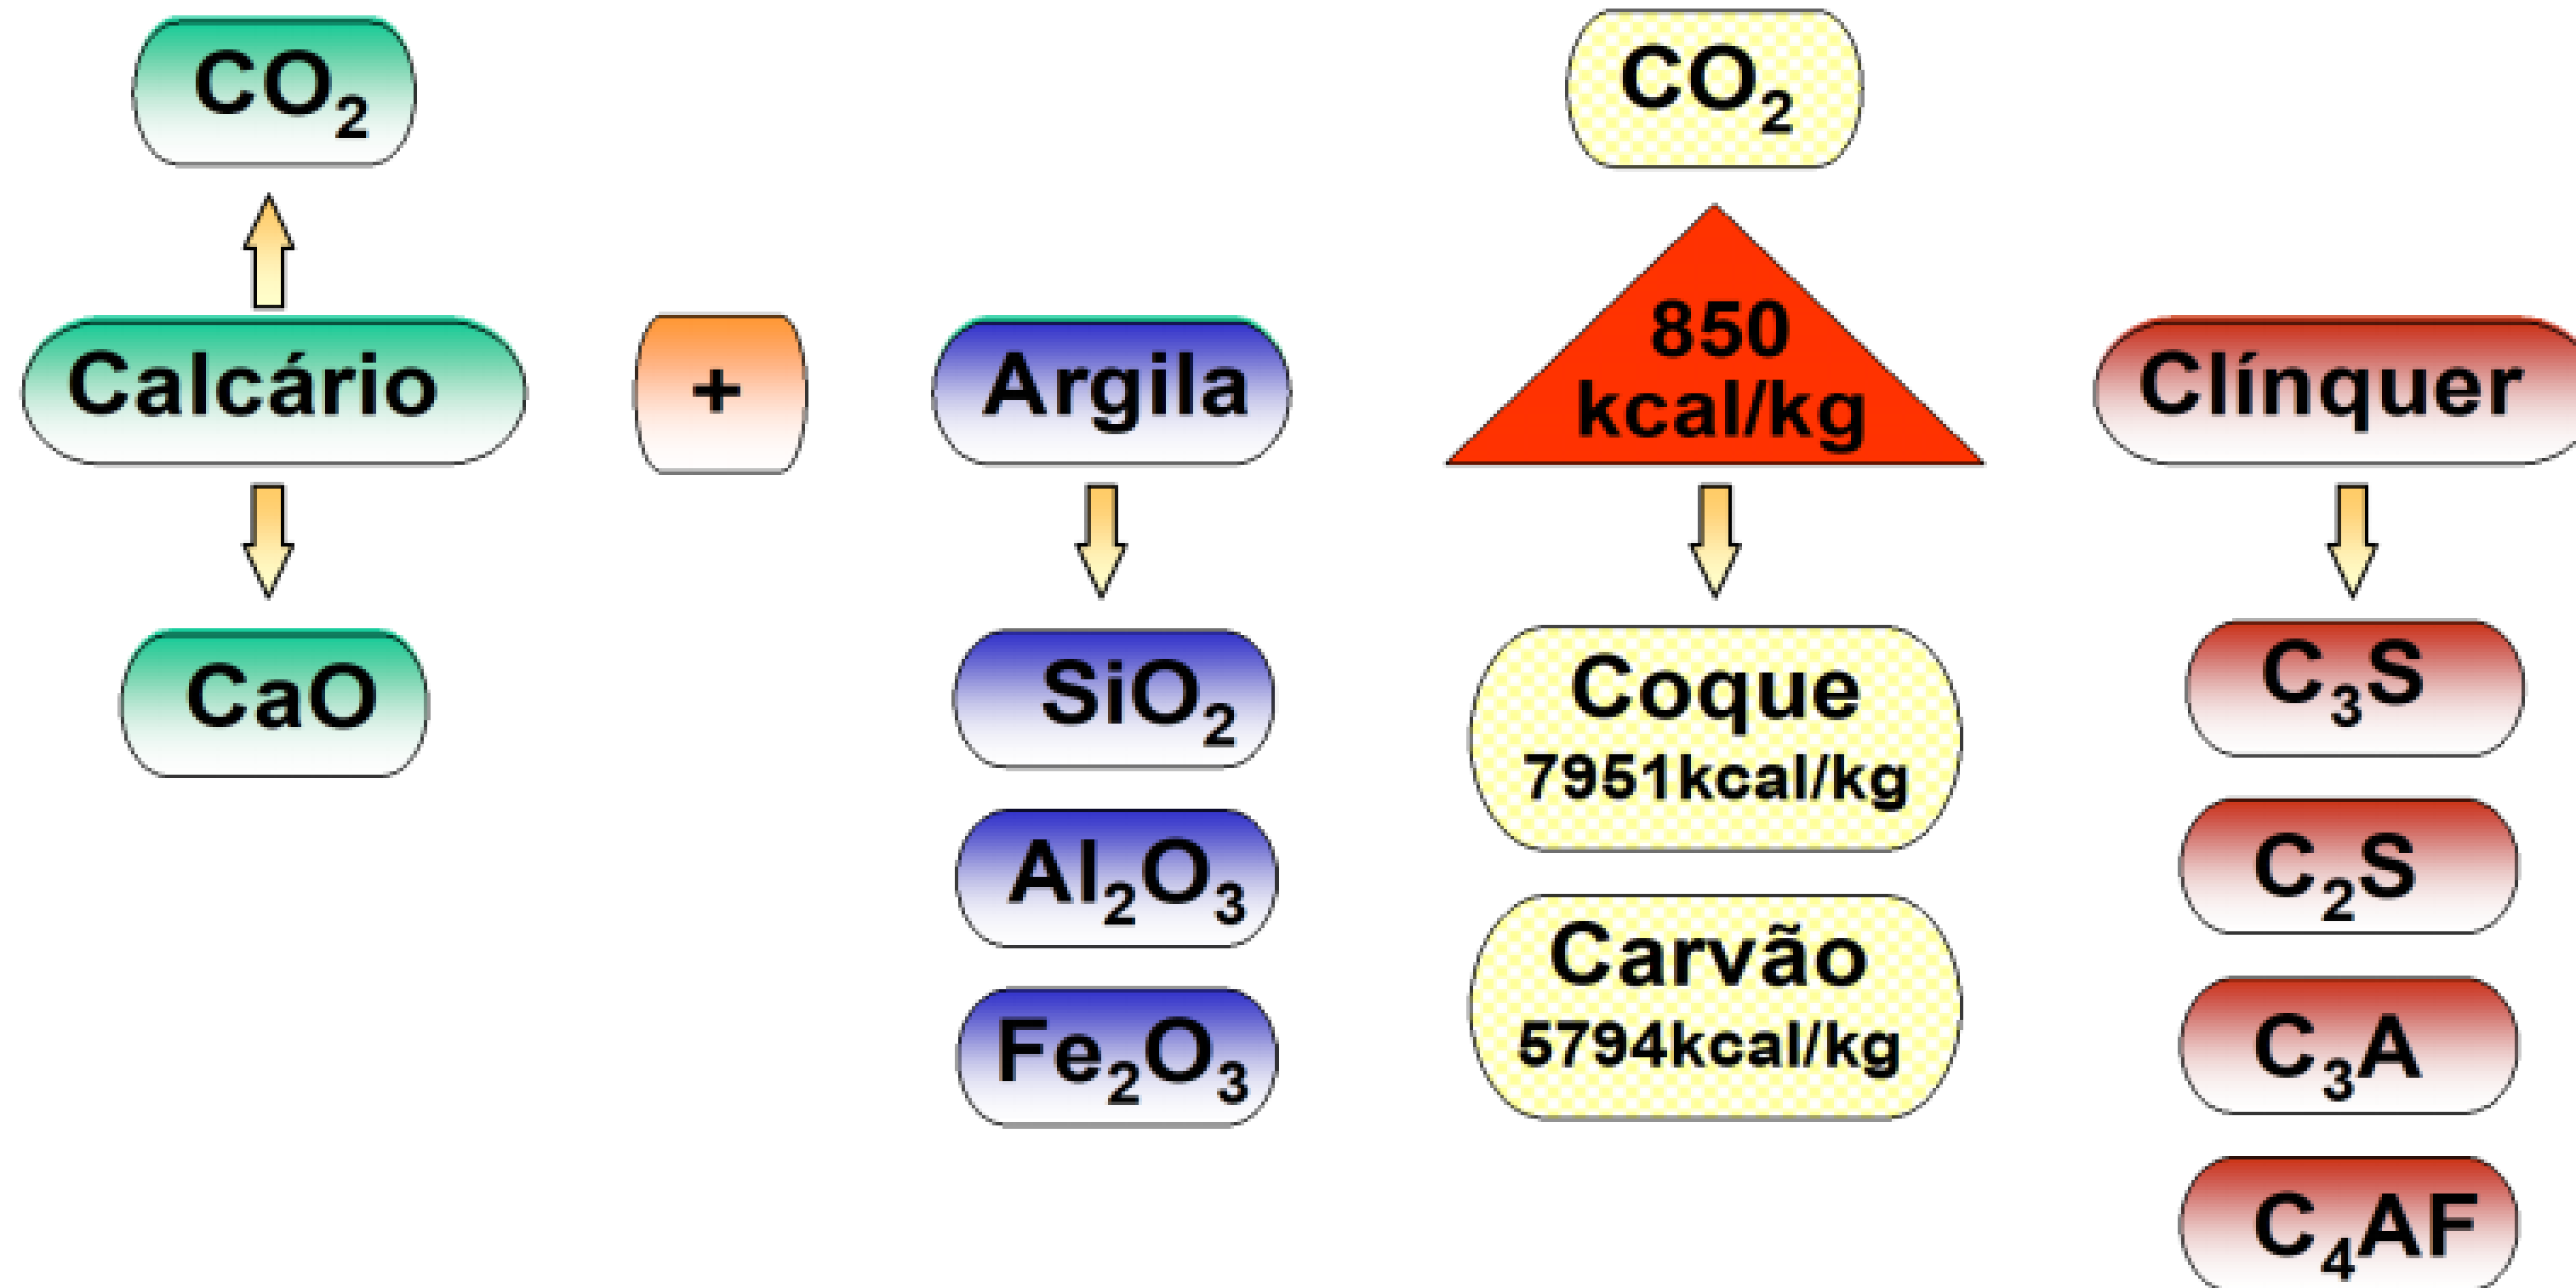 CO₂
CO₂
Calcário
+
Argila
850
kcal/kg
Clínquer
CaO
SiO₂
Al₂O₃
Fe₂O₃
Coque
7951kcal/kg
Carvão
5794kcal/kg
C₃S
C₂S
C₃A
C₄AF